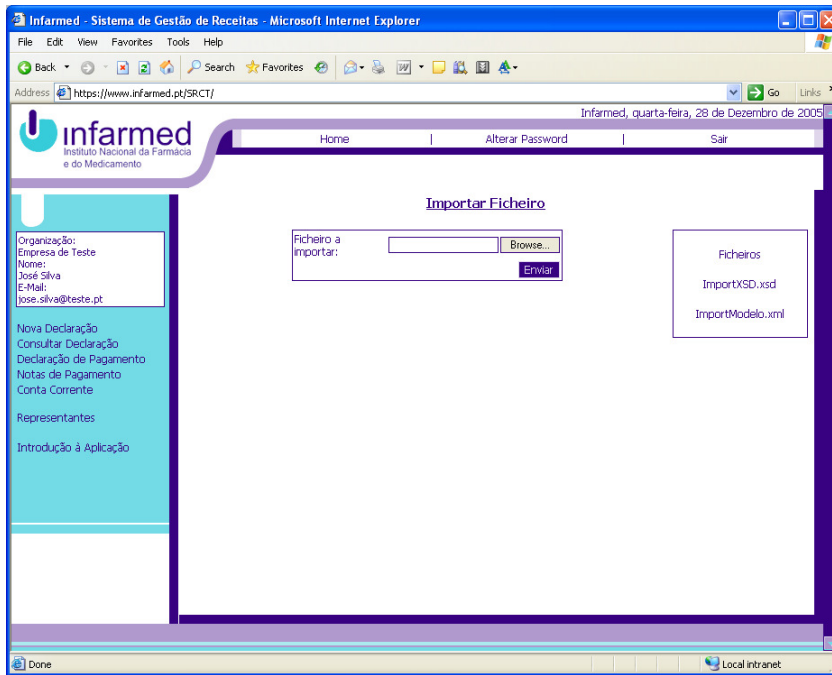 Infarmed - Sistema de Gestão de Receitas - Microsoft Internet Explorer
File Edit View Favorites Tools Help
Back Search Favorites
Address https://www.infarmed.pt/SRCT/ Go Links
Infarmed, quarta-feira, 28 de Dezembro de 2005
infarmed
Instituto Nacional da Farmácia
e do Medicamento
Home | Alterar Password | Sair
Importar Ficheiro
Ficheiro a
importar:
Browse...
Enviar
Ficheiros
ImportXSD.xsd
ImportModelo.xml
Organização:
Empresa de Teste
Nome:
José Silva
E-Mail:
jose.silva@teste.pt
Nova Declaração
Consultar Declaração
Declaração de Pagamento
Notas de Pagamento
Conta Corrente
Representantes
Introdução à Aplicação
Done
Local intranet